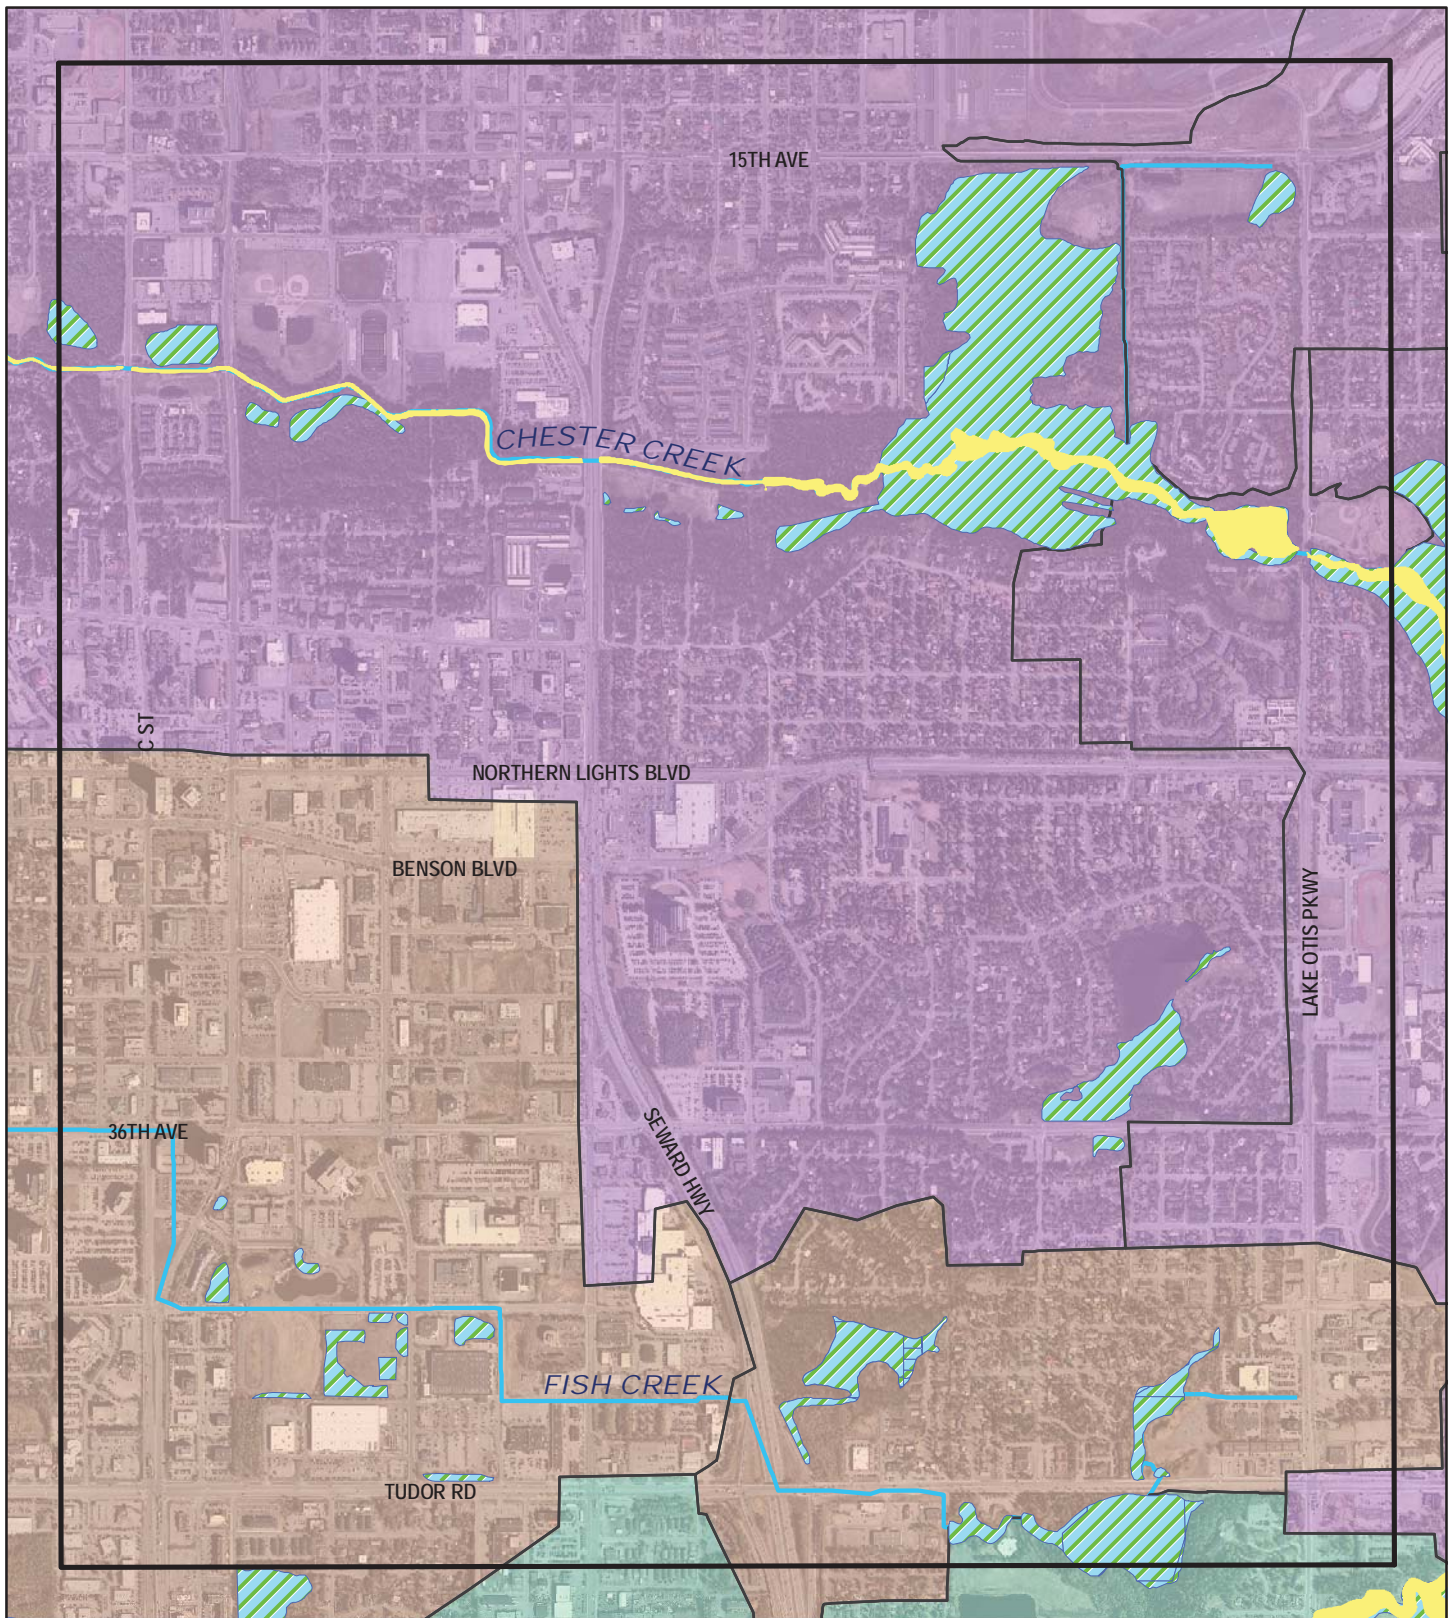 15TH AVE
CHESTER CREEK
C ST
NORTHERN LIGHTS BLVD
BENSON BLVD
LAKE OTIS PKWY
36TH AVE
SEWARD HWY
FISH CREEK
TUDOR RD